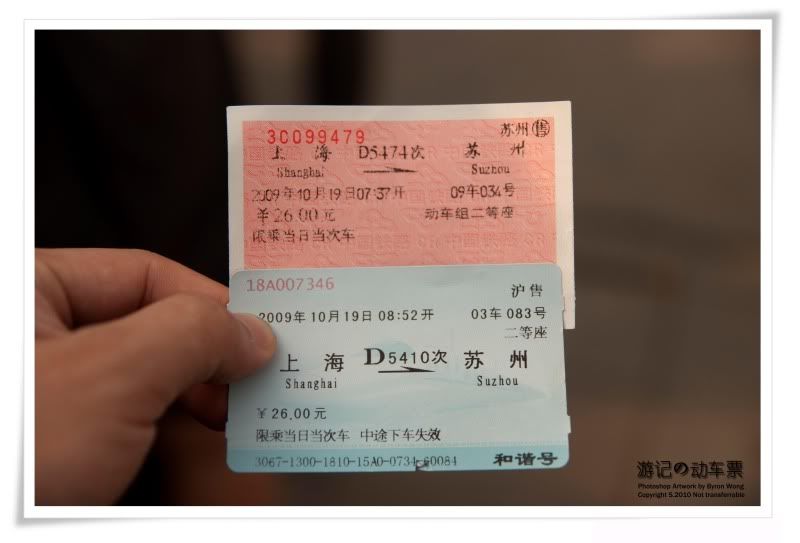 苏州售
3C099479
上海 D5474次 苏州
Shanghai Suzhou
2009年10月19日07:37开 09车034号
￥26.00元 动车组二等座
限乘当日当次车
18A007346 沪售
2009年10月19日08:52开 03车083号
二等座
上海 D5410次 苏州
Shanghai Suzhou
￥26.00元
限乘当日当次车 中途下车失效
3067-1300-1810-15A0-0734-60084 和谐号
游记の动车票
Photoshop Artwork by Byron Wong
Copyright 5.2010 Not transferrable